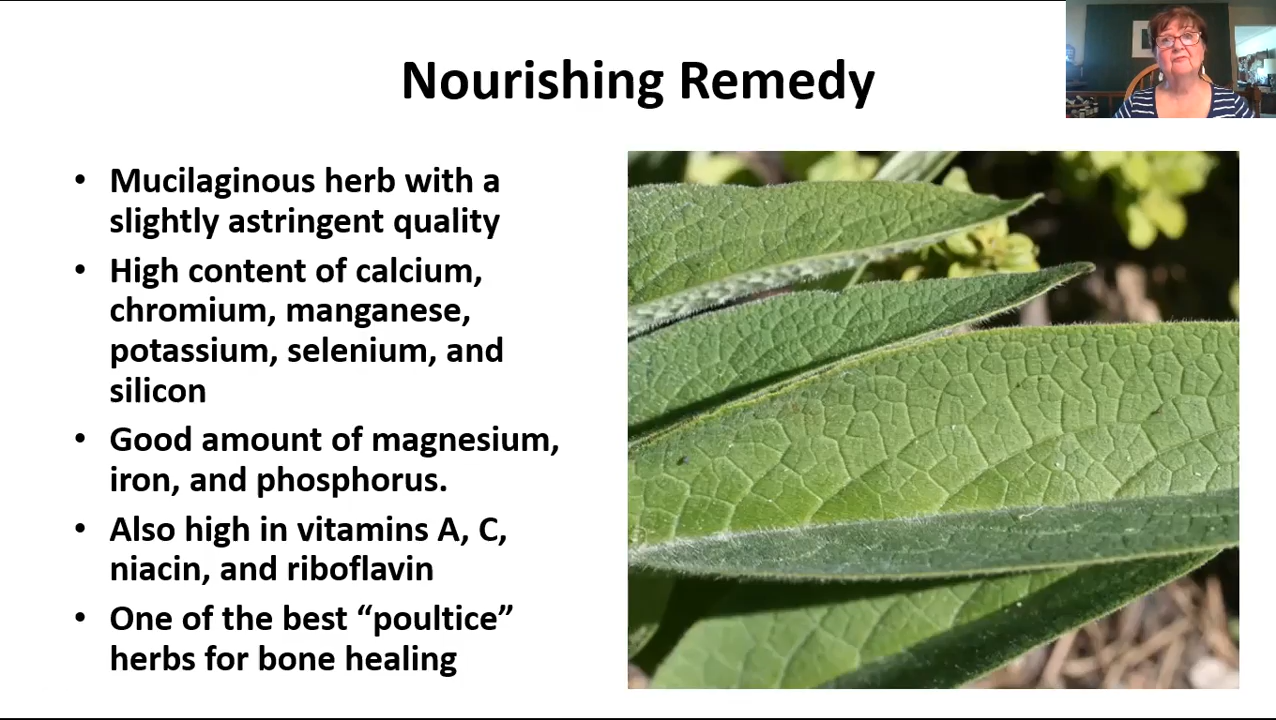 Nourishing Remedy
• Mucilaginous herb with a
slightly astringent quality
• High content of calcium,
chromium, manganese,
potassium, selenium, and
silicon
• Good amount of magnesium,
iron, and phosphorus.
• Also high in vitamins A, C,
niacin, and riboflavin
• One of the best “poultice”
herbs for bone healing